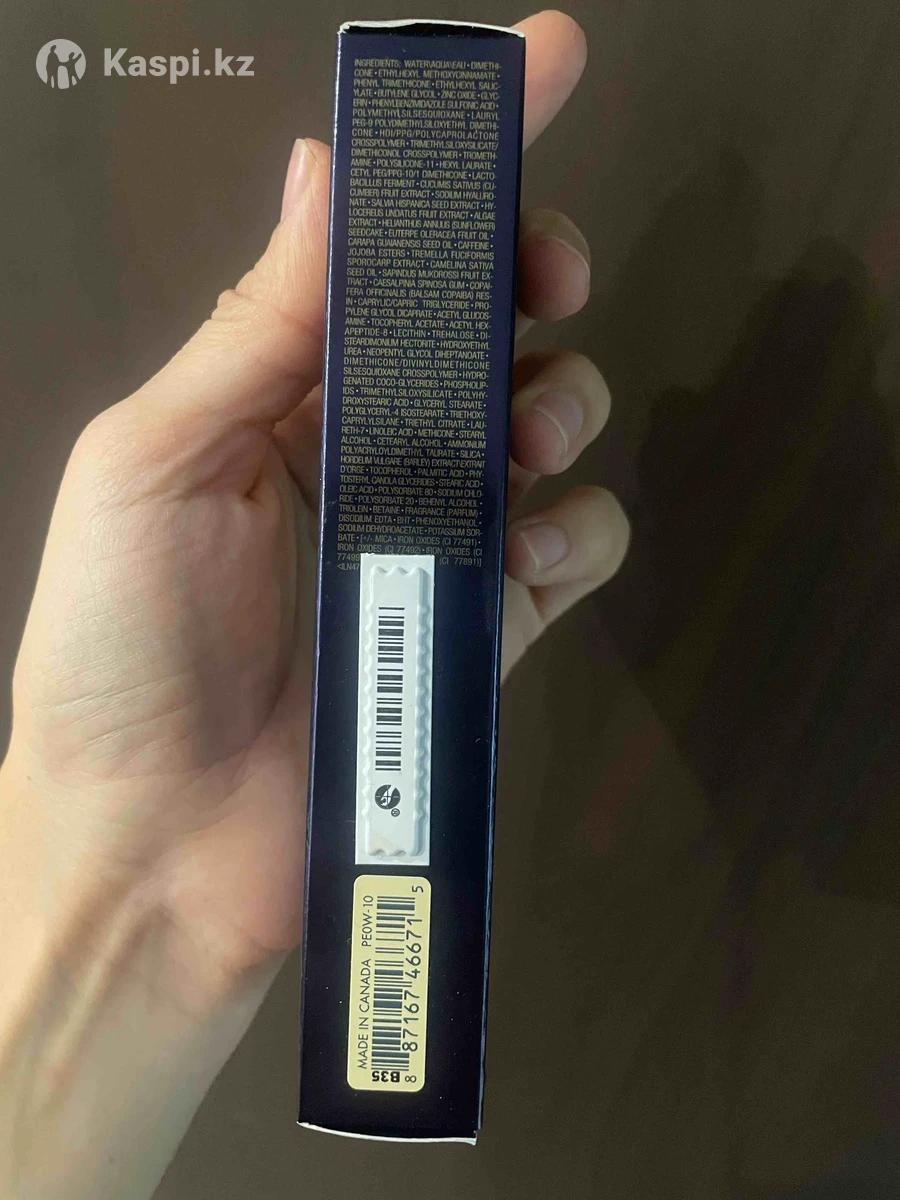 Kaspi.kz
INGREDIENTS: WATER\AQUA\EAU • DIMETHI-
CONE • ETHYLHEXYL METHOXYCINNAMATE •
PHENYL TRIMETHICONE • ETHYLHEXYL SALIC-
YLATE • BUTYLENE GLYCOL • ZINC OXIDE • GLYC-
ERIN • PHENYLBENZIMIDAZOLE SULFONIC ACID •
POLYMETHYLSILSESQUIOXANE • LAURYL
PEG-9 POLYDIMETHYLSILOXYETHYL DIMETHI-
CONE • HDI/PPG/POLYCAPROLACTONE
CROSSPOLYMER • TRIMETHYLSILOXYSILICATE/
DIMETHICONOL CROSSPOLYMER • TROMETH-
AMINE • POLYSILICONE-11 • HEXYL LAURATE •
CETYL PEG/PPG-10/1 DIMETHICONE • LACTO-
BACILLUS FERMENT • CUCUMIS SATIVUS (CU-
CUMBER) FRUIT EXTRACT • SODIUM HYALURO-
NATE • SALVIA HISPANICA SEED EXTRACT • HY-
LOCEREUS UNDATUS FRUIT EXTRACT • ALGAE
EXTRACT • HELIANTHUS ANNUUS (SUNFLOWER)
SEEDCAKE • EUTERPE OLERACEA FRUIT OIL •
CARAPA GUAIANENSIS SEED OIL • CAFFEINE •
JOJOBA ESTERS • TREMELLA FUCIFORMIS
SPOROCARP EXTRACT • CAMELINA SATIVA
SEED OIL • SAPINDUS MUKOROSSI FRUIT EX-
TRACT • CAESALPINIA SPINOSA GUM • COPAI-
FERA OFFICINALIS (BALSAM COPAIBA) RES-
IN • CAPRYLIC/CAPRIC TRIGLYCERIDE • PRO-
PYLENE GLYCOL DICAPRATE • ACETYL GLUCOS-
AMINE • TOCOPHERYL ACETATE • ACETYL HEX-
APEPTIDE-8 • LECITHIN • TREHALOSE • DI-
STEARDIMONIUM HECTORITE • HYDROXYETHYL
UREA • NEOPENTYL GLYCOL DIHEPTANOATE •
DIMETHICONE/DIVINYLDIMETHICONE
SILSESQUIOXANE CROSSPOLYMER • HYDRO-
GENATED COCO-GLYCERIDES • PHOSPHOLIP-
IDS • TRIMETHYLSILOXYSILICATE • POLYHY-
DROXYSTEARIC ACID • GLYCERYL STEARATE •
POLYGLYCERYL-4 ISOSTEARATE • TRIETHOXY-
CAPRYLYLSILANE • TRIETHYL CITRATE • LAU-
RETH-7 • LINOLEIC ACID • METHICONE • STEARYL
ALCOHOL • CETEARYL ALCOHOL • AMMONIUM
POLYACRYLOYLDIMETHYL TAURATE • SILICA •
HORDEUM VULGARE (BARLEY) EXTRACT\EXTRAIT
D'ORGE • TOCOPHEROL • PALMITIC ACID • PHY-
TOSTERYL CANOLA GLYCERIDES • STEARIC ACID •
OLEIC ACID • POLYSORBATE 80 • SODIUM CHLO-
RIDE • POLYSORBATE 20 • BEHENYL ALCOHOL •
TRIOLEIN • BETAINE • FRAGRANCE (PARFUM) •
DISODIUM EDTA • BHT • PHENOXYETHANOL •
SODIUM DEHYDROACETATE • POTASSIUM SOR-
BATE • [+/- MICA • IRON OXIDES (CI 77491) •
IRON OXIDES (CI 77492) • IRON OXIDES (CI
77499 (CI 77891)]
<ILN47
MADE IN CANADA PE0W-10
8 87167 46671 5
B35